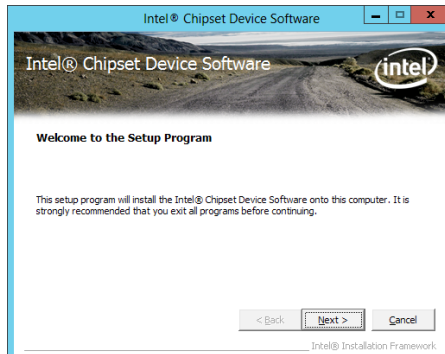 Intel® Chipset Device Software
Intel® Chipset Device Software
intel
Welcome to the Setup Program
This setup program will install the Intel® Chipset Device Software onto this computer. It is
strongly recommended that you exit all programs before continuing.
< Back Next > Cancel
Intel® Installation Framework